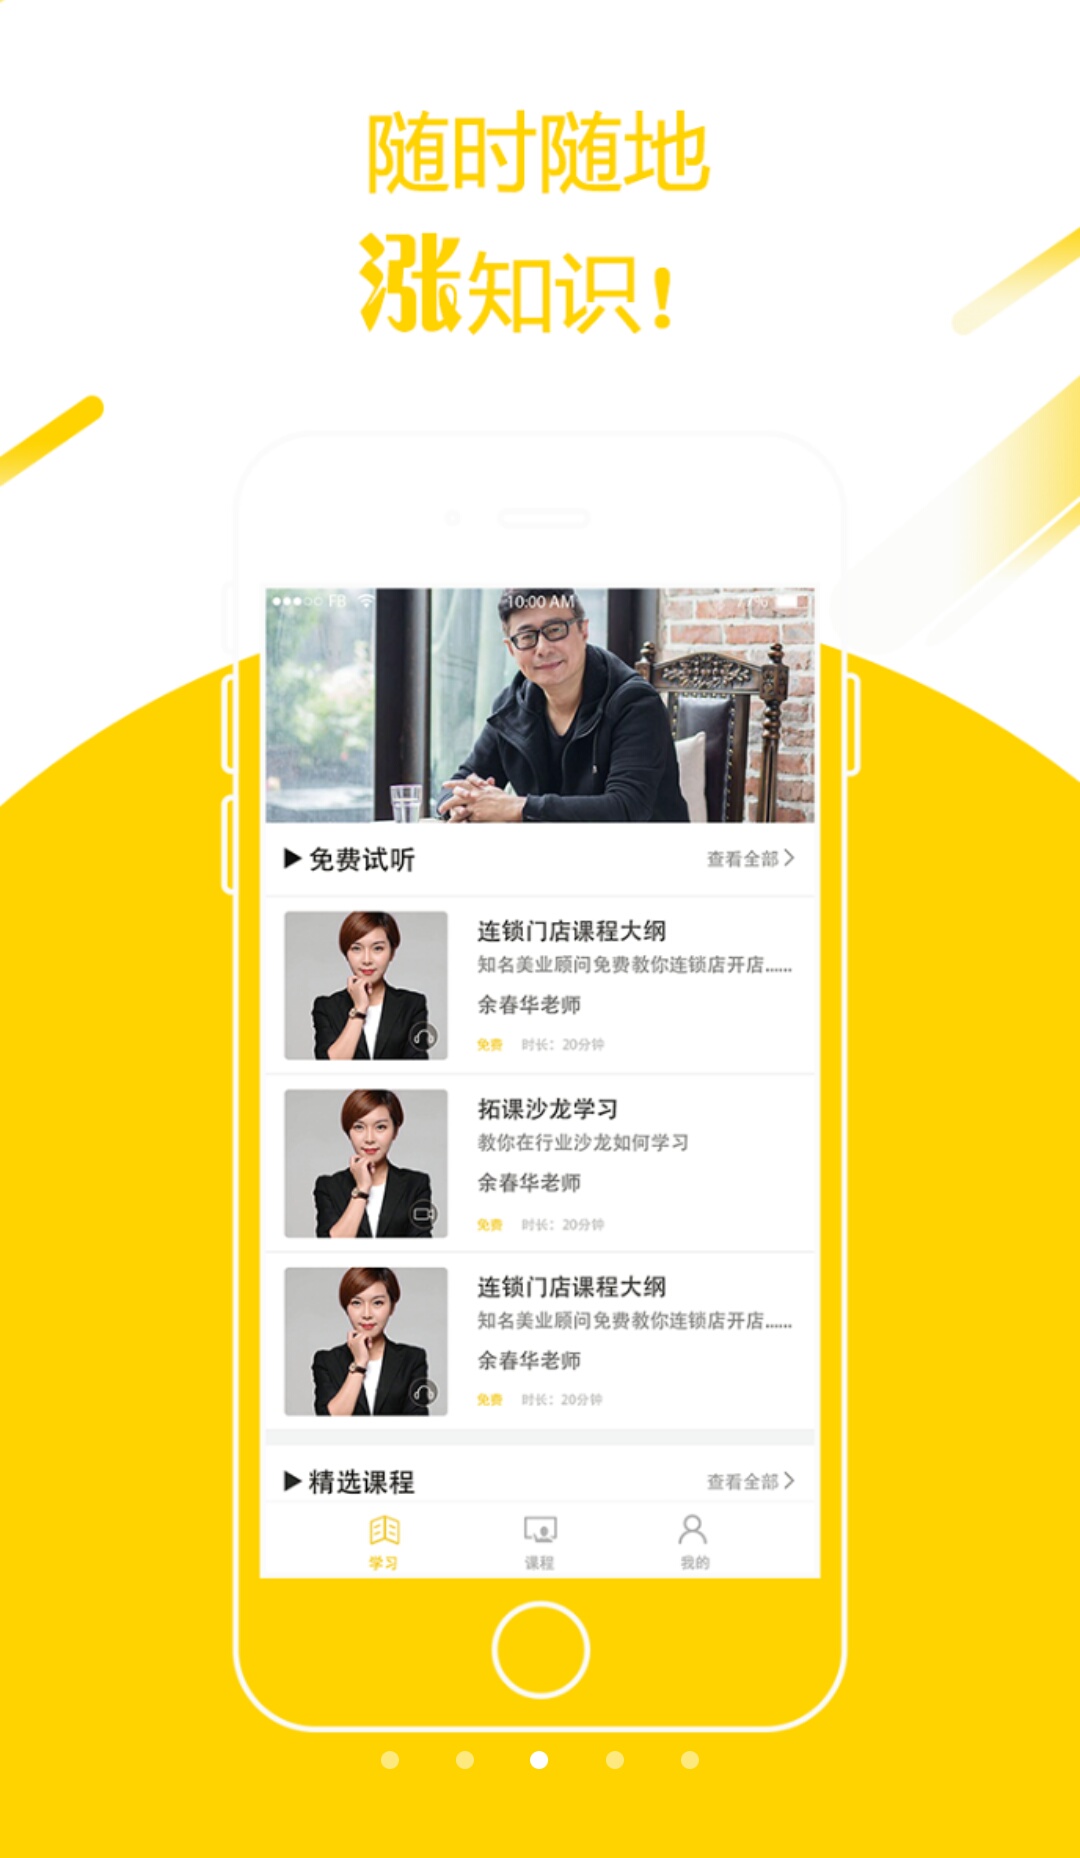 随时随地
涨知识!
FB 10:00 AM
▶免费试听 查看全部
连锁门店课程大纲
知名美业顾问免费教你连锁店开店......
余春华老师
免费 时长：20分钟
拓课沙龙学习
教你在行业沙龙如何学习
余春华老师
免费 时长：20分钟
连锁门店课程大纲
知名美业顾问免费教你连锁店开店......
余春华老师
免费 时长：20分钟
▶精选课程 查看全部
学习 课程 我的